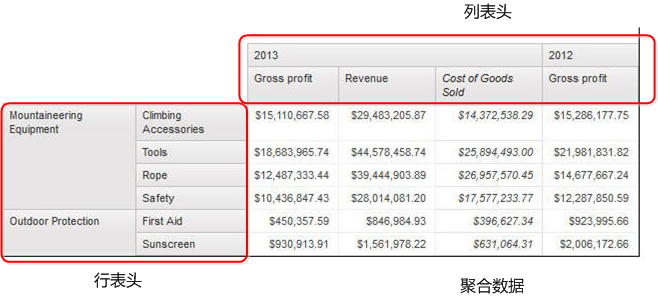 列表头
2013 2012
Gross profit Revenue Cost of Goods Sold Gross profit
Mountaineering Equipment Climbing Accessories $15,110,667.58 $29,483,205.87 $14,372,538.29 $15,286,177.75
Tools $18,683,965.74 $44,578,458.74 $25,894,493.00 $21,981,831.82
Rope $12,487,333.44 $39,444,903.89 $26,957,570.45 $14,677,667.24
Safety $10,436,847.43 $28,014,081.20 $17,577,233.77 $12,287,850.59
Outdoor Protection First Aid $450,357.59 $846,984.93 $396,627.34 $923,995.66
Sunscreen $930,913.91 $1,561,978.22 $631,064.31 $2,006,172.66
行表头 聚合数据